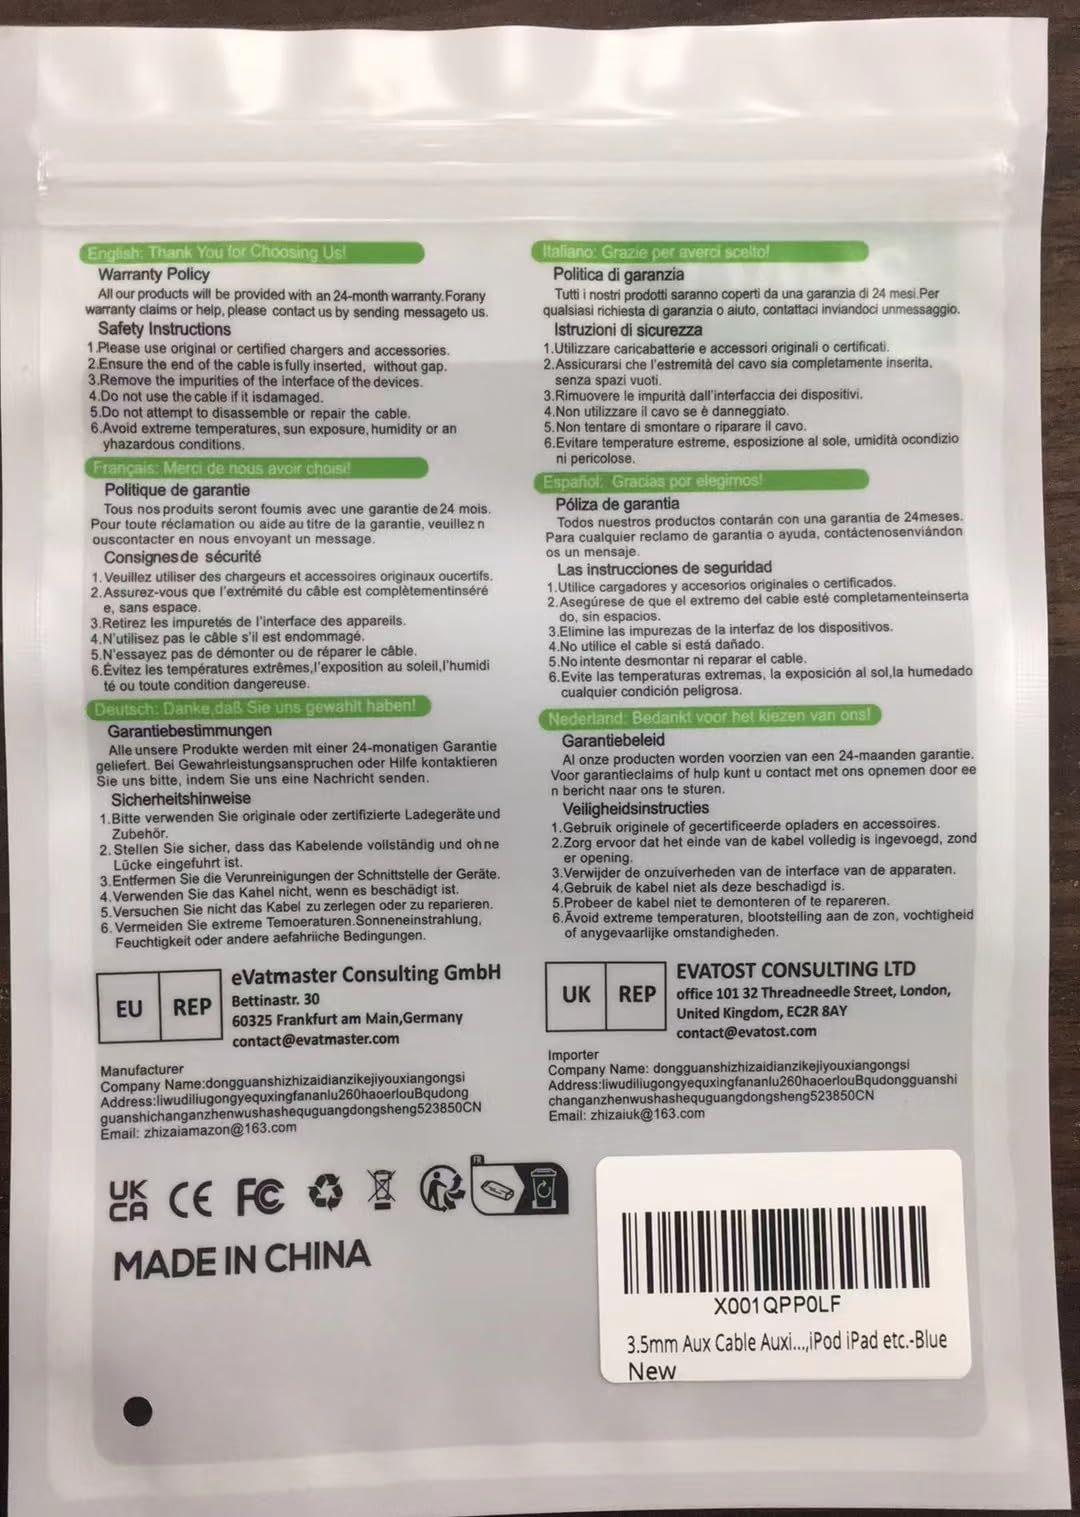 English: Thank You for Choosing Us!
Warranty Policy
All our products will be provided with an 24-month warranty.Forany
warranty claims or help, please contact us by sending messageto us.
Safety Instructions
1.Please use original or certified chargers and accessories.
2.Ensure the end of the cable is fully inserted, without gap.
3.Remove the impurities of the interface of the devices.
4.Do not use the cable if it isdamaged.
5.Do not attempt to disassemble or repair the cable.
6.Avoid extreme temperatures, sun exposure, humidity or an
yhazardous conditions.
Français: Merci de nous avoir choisi!
Politique de garantie
Tous nos produits seront foumis avec une garantie de 24 mois.
Pour toute réclamation ou aide au titre de la garantie, veuillez n
ouscontacter en nous envoyant un message.
Consignes de sécurité
1. Veuillez utiliser des chargeurs et accessoires originaux oucertifs.
2.Assurez-vous que l'extrémité du câble est complètementinséré
e, sans espace.
3.Retirez les impuretés de l'interface des appareils.
4.N'utilisez pas le câble s'il est endommagé.
5.N'essayez pas de démonter ou de réparer le câble.
6.Évitez les températures extrêmes,l'exposition au soleil,l'humidi
té ou toute condition dangereuse.
Deutsch: Danke,daß Sie uns gewahlt haben!
Garantiebestimmungen
Alle unsere Produkte werden mit einer 24-monatigen Garantie
geliefert. Bei Gewahrleistungsanspruchen oder Hilfe kontaktieren
Sie uns bitte, indem Sie uns eine Nachricht senden.
Sicherheitshinweise
1.Bitte verwenden Sie originale oder zertifizierte Ladegeräte und
Zubehör.
2. Stellen Sie sicher, dass das Kabelende vollständig und ohne
Lücke eingefuhrt ist.
3.Entfermen Sie die Verunreinigungen der Schnittstelle der Geräte.
4.Verwenden Sie das Kahel nicht, wenn es beschädigt ist.
5.Versuchen Sie nicht das Kabel zu zerlegen oder zu reparieren.
6. Vermeiden Sie extreme Temoeraturen.Sonneneinstrahlung,
Feuchtigkeit oder andere aefahriiche Bedingungen.
EU REP
eVatmaster Consulting GmbH
Bettinastr. 30
60325 Frankfurt am Main,Germany
contact@evatmaster.com
Manufacturer
Company Name:dongguanshizhizaidianzikejiyouxiangongsi
Address:liwudiliugongyequxingfananlu260haoerlouBqudong
guanshichanganzhenwushashequguangdongsheng523850CN
Email: zhizaiamazon@163.com
Italiano: Grazie per averci scelto!
Politica di garanzia
Tutti i nostri prodotti saranno coperti da una garanzia di 24 mesi.Per
qualsiasi richiesta di garanzia o aiuto, contattaci inviandoci unmessaggio.
Istruzioni di sicurezza
1.Utilizzare caricabatterie e accessori originali o certificati.
2.Assicurarsi che l'estremità del cavo sia completamente inserita,
senza spazi vuoti.
3.Rimuovere le impurità dall'interfaccia dei dispositivi.
4.Non utilizzare il cavo se è danneggiato.
5.Non tentare di smontare o riparare il cavo.
6.Evitare temperature estreme, esposizione al sole, umidità ocondizio
ni pericolose.
Español: Gracias por elegirnos!
Póliza de garantia
Todos nuestros productos contarán con una garantia de 24meses.
Para cualquier reclamo de garantia o ayuda, contáctenosenviándon
os un mensaje.
Las instrucciones de seguridad
1.Utilice cargadores y accesorios originales o certificados.
2.Asegúrese de que el extremo del cable esté completamenteinserta
do, sin espacios.
3.Elimine las impurezas de la interfaz de los dispositivos.
4.No utilice el cable si está dañado.
5.No intente desmontar ni reparar el cable.
6.Evite las temperaturas extremas, la exposición al sol,la humedado
cualquier condición peligrosa.
Nederland: Bedankt voor het kiezen van ons!
Garantiebeleid
Al onze producten worden voorzien van een 24-maanden garantie.
Voor garantieclaims of hulp kunt u contact met ons opnemen door ee
n bericht naar ons te sturen.
Veiligheidsinstructies
1.Gebruik originele of gecertificeerde opladers en accessoires.
2.Zorg ervoor dat het einde van de kabel volledig is ingevoegd, zond
er opening.
3.Verwijder de onzuiverheden van de interface van de apparaten.
4.Gebruik de kabel niet als deze beschadigd is.
5.Probeer de kabel niet te demonteren of te repareren.
6.Ãvoid extreme temperaturen, blootstelling aan de zon, vochtigheid
of anygevaarlijke omstandigheden.
UK REP
EVATOST CONSULTING LTD
office 101 32 Threadneedle Street, London,
United Kingdom, EC2R 8AY
contact@evatost.com
Importer
Company Name: dongguanshizhizaidianzikejiyouxiangongsi
Address:liwudiliugongyequxingfananlu260haoerlouBqudongguanshi
changanzhenwushashequguangdongsheng523850CN
Email: zhizaiuk@163.com
UK
CA CE FC FR
MADE IN CHINA
X001QPP0LF
3.5mm Aux Cable Auxi...,iPod iPad etc.-Blue
New